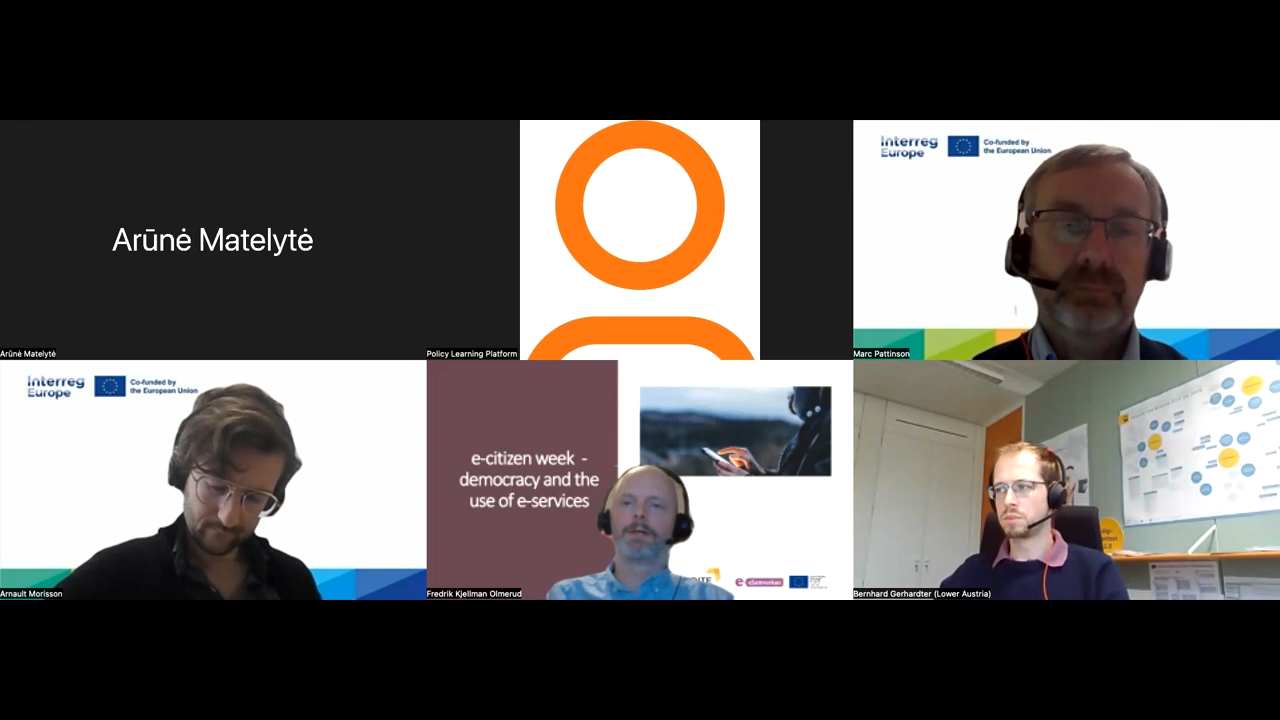 Arūnė Matelytė
Arūnė Matelytė
Policy Learning Platform
Interreg
Europe
Co-funded by
the European Union
Marc Pattinson
Interreg
Europe
Co-funded by
the European Union
Arnault Morisson
e-citizen week -
democracy and the
use of e-services
eSamverkan
Fredrik Kjellman Olmerud
Bernhard Gerhardter (Lower Austria)